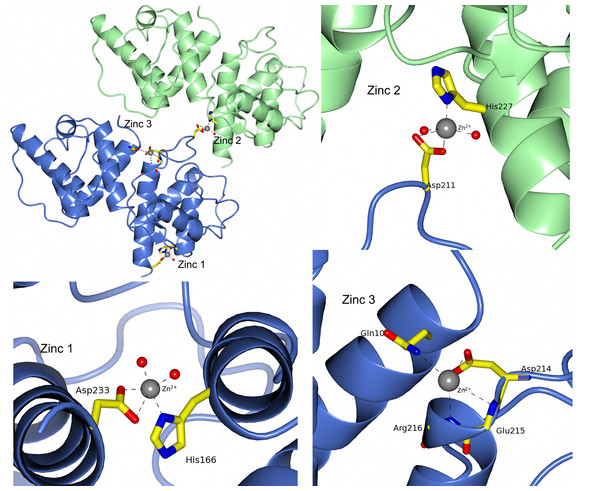 Zinc 3
Zinc 2
Zinc 1
Zinc 2
His227
Zn²⁺
Asp211
Zinc 1
Asp233
Zn²⁺
His166
Zinc 3
Gln10
Asp214
Zn²⁺
Arg216
Glu215